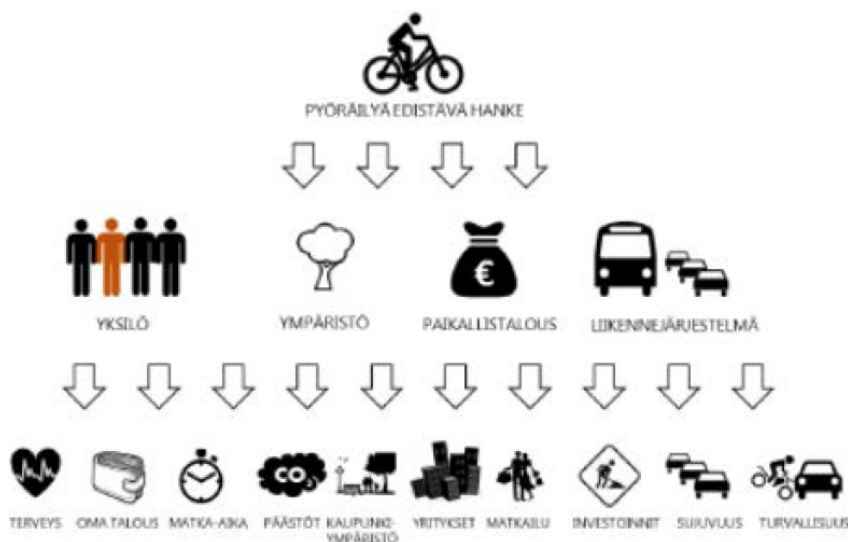 PYÖRÄILYÄ EDISTÄVÄ HANKE
€
YKSILÖ YMPÄRISTÖ PAIKALLISTALOUS LIIKENNEJÄRJESTELMÄ
CO₂
TERVEYS OMA TALOUS MATKA-AIKA PÄÄSTÖT KAUPUNKI- YRITYKSET MATKAILU INVESTOINNIT SUJUVUUS TURVALLISUUS
YMPÄRISTÖ